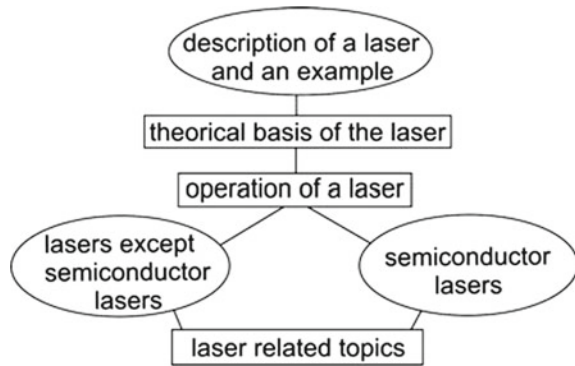 description of a laser
and an example
theorical basis of the laser
operation of a laser
lasers except
semiconductor
lasers
semiconductor
lasers
laser related topics